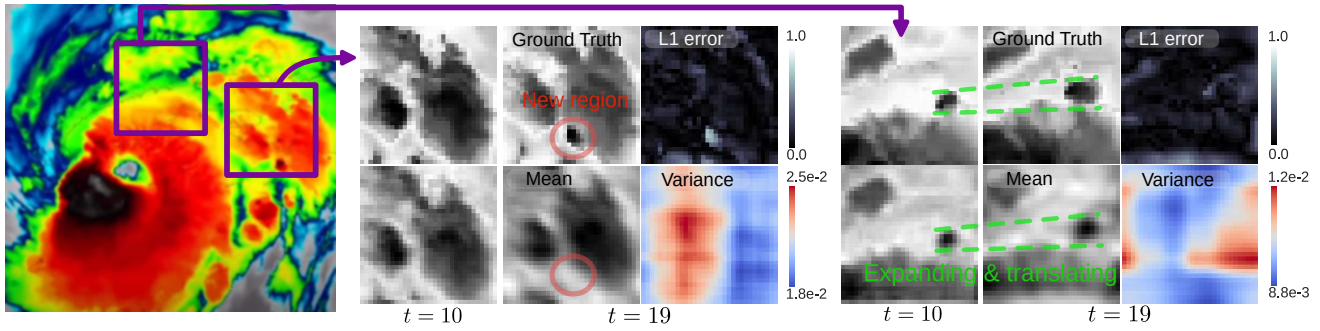 Ground Truth
L1 error
1.0
New region
0.0
Mean
Variance
2.5e-2
1.8e-2
t = 10
t = 19
Ground Truth
L1 error
1.0
0.0
Mean
Variance
1.2e-2
Expanding & translating
8.8e-3
t = 10
t = 19